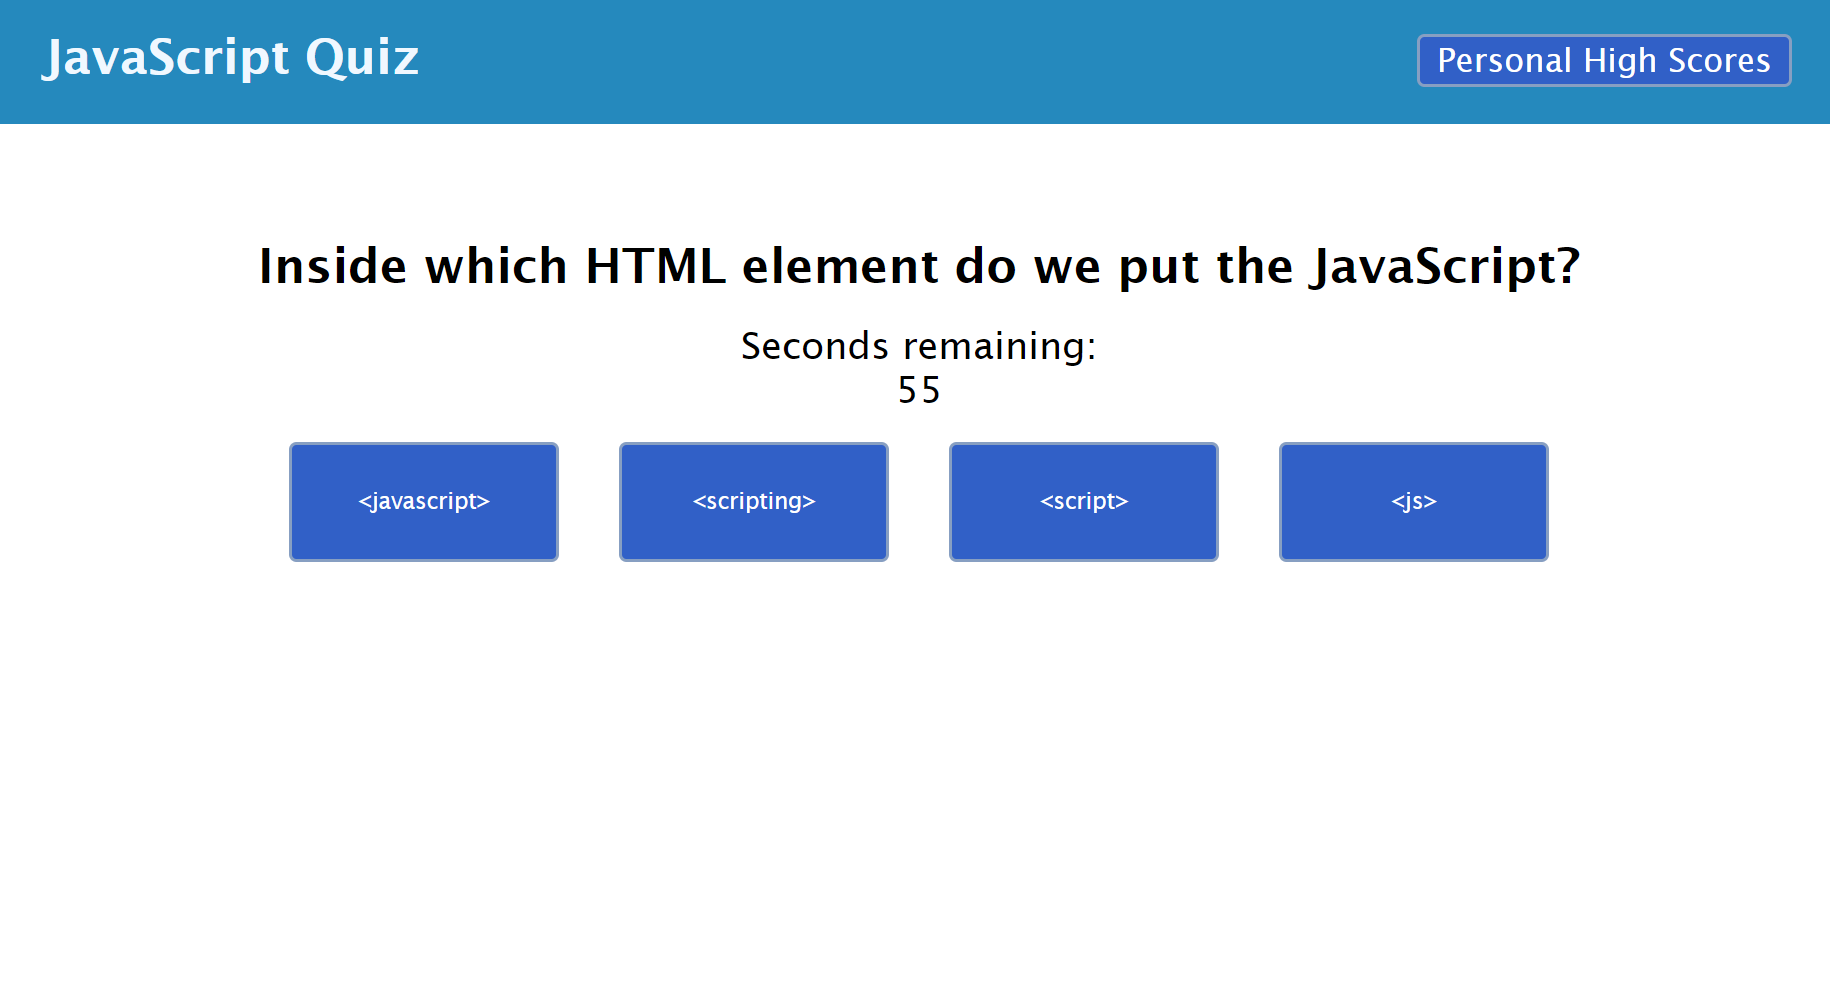 JavaScript Quiz
Personal High Scores
Inside which HTML element do we put the JavaScript?
Seconds remaining:
55
<javascript>
<scripting>
<script>
<js>